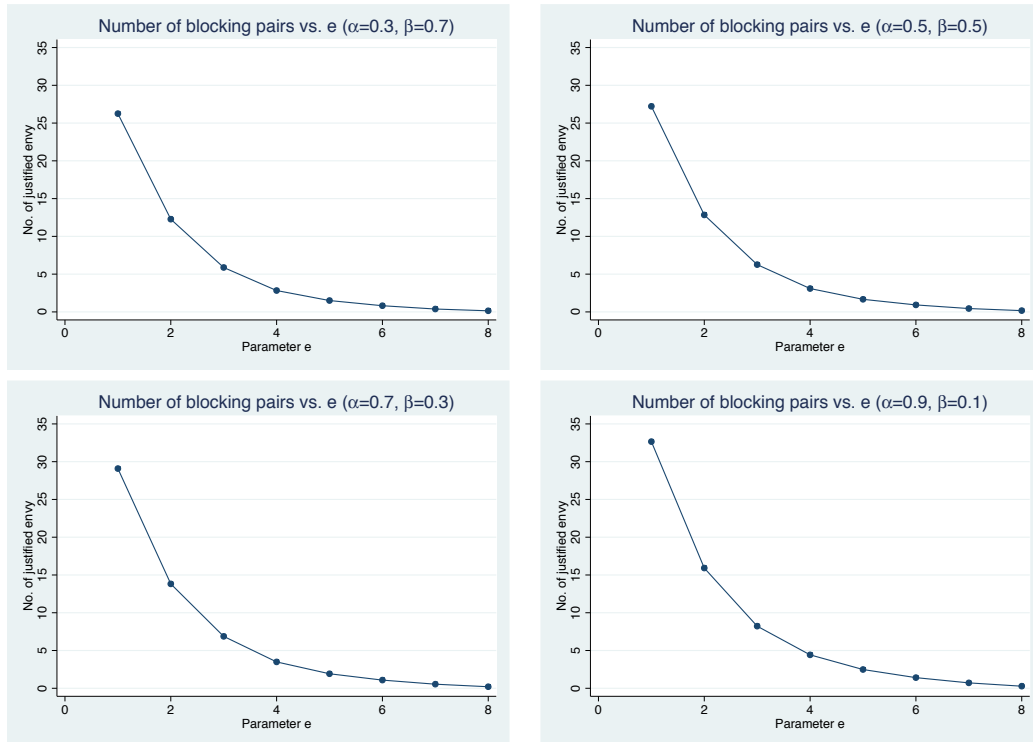 Number of blocking pairs vs. e (α=0.3, β=0.7)
No. of justified envy
35
30
25
20
15
10
5
0
0 2 4 6 8
Parameter e
Number of blocking pairs vs. e (α=0.5, β=0.5)
No. of justified envy
35
30
25
20
15
10
5
0
0 2 4 6 8
Parameter e
Number of blocking pairs vs. e (α=0.7, β=0.3)
No. of justified envy
35
30
25
20
15
10
5
0
0 2 4 6 8
Parameter e
Number of blocking pairs vs. e (α=0.9, β=0.1)
No. of justified envy
35
30
25
20
15
10
5
0
0 2 4 6 8
Parameter e